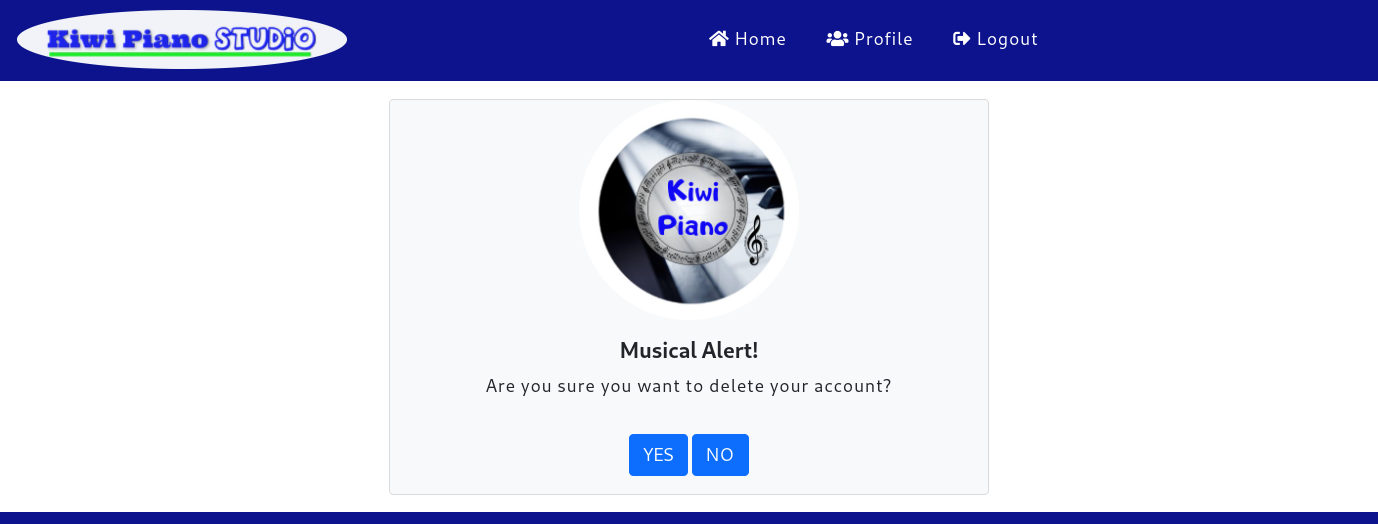 Kiwi Piano STUDiO
Home Profile Logout
Kiwi
Piano
Musical Alert!
Are you sure you want to delete your account?
YES NO